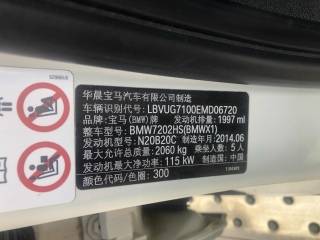 华晨宝马汽车有限公司制造
车辆识别代号: LBVUG7100EMD06720
品牌: 宝马(BMW)牌 发动机排量: 1997 ml
整车型号: BMW7202HS(BMWX1)
发动机型号: N20B20C 制造年月: 2014.06
最大允许总质量: 2060 kg 乘坐人数: 5 人
发动机最大净功率: 115 kW 制造国: 中国
颜色代码/色圈: 300